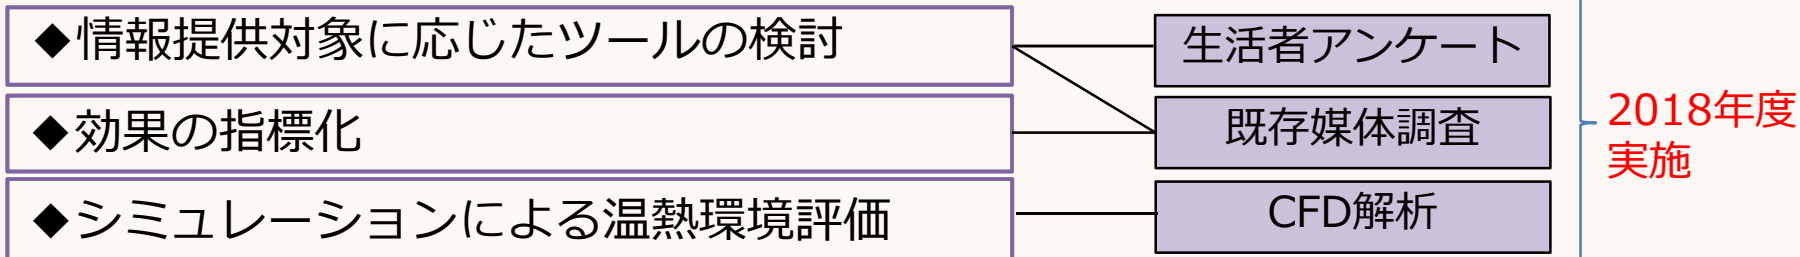 ◆情報提供対象に応じたツールの検討
生活者アンケート
◆効果の指標化
既存媒体調査
◆シミュレーションによる温熱環境評価
CFD解析
2018年度
実施